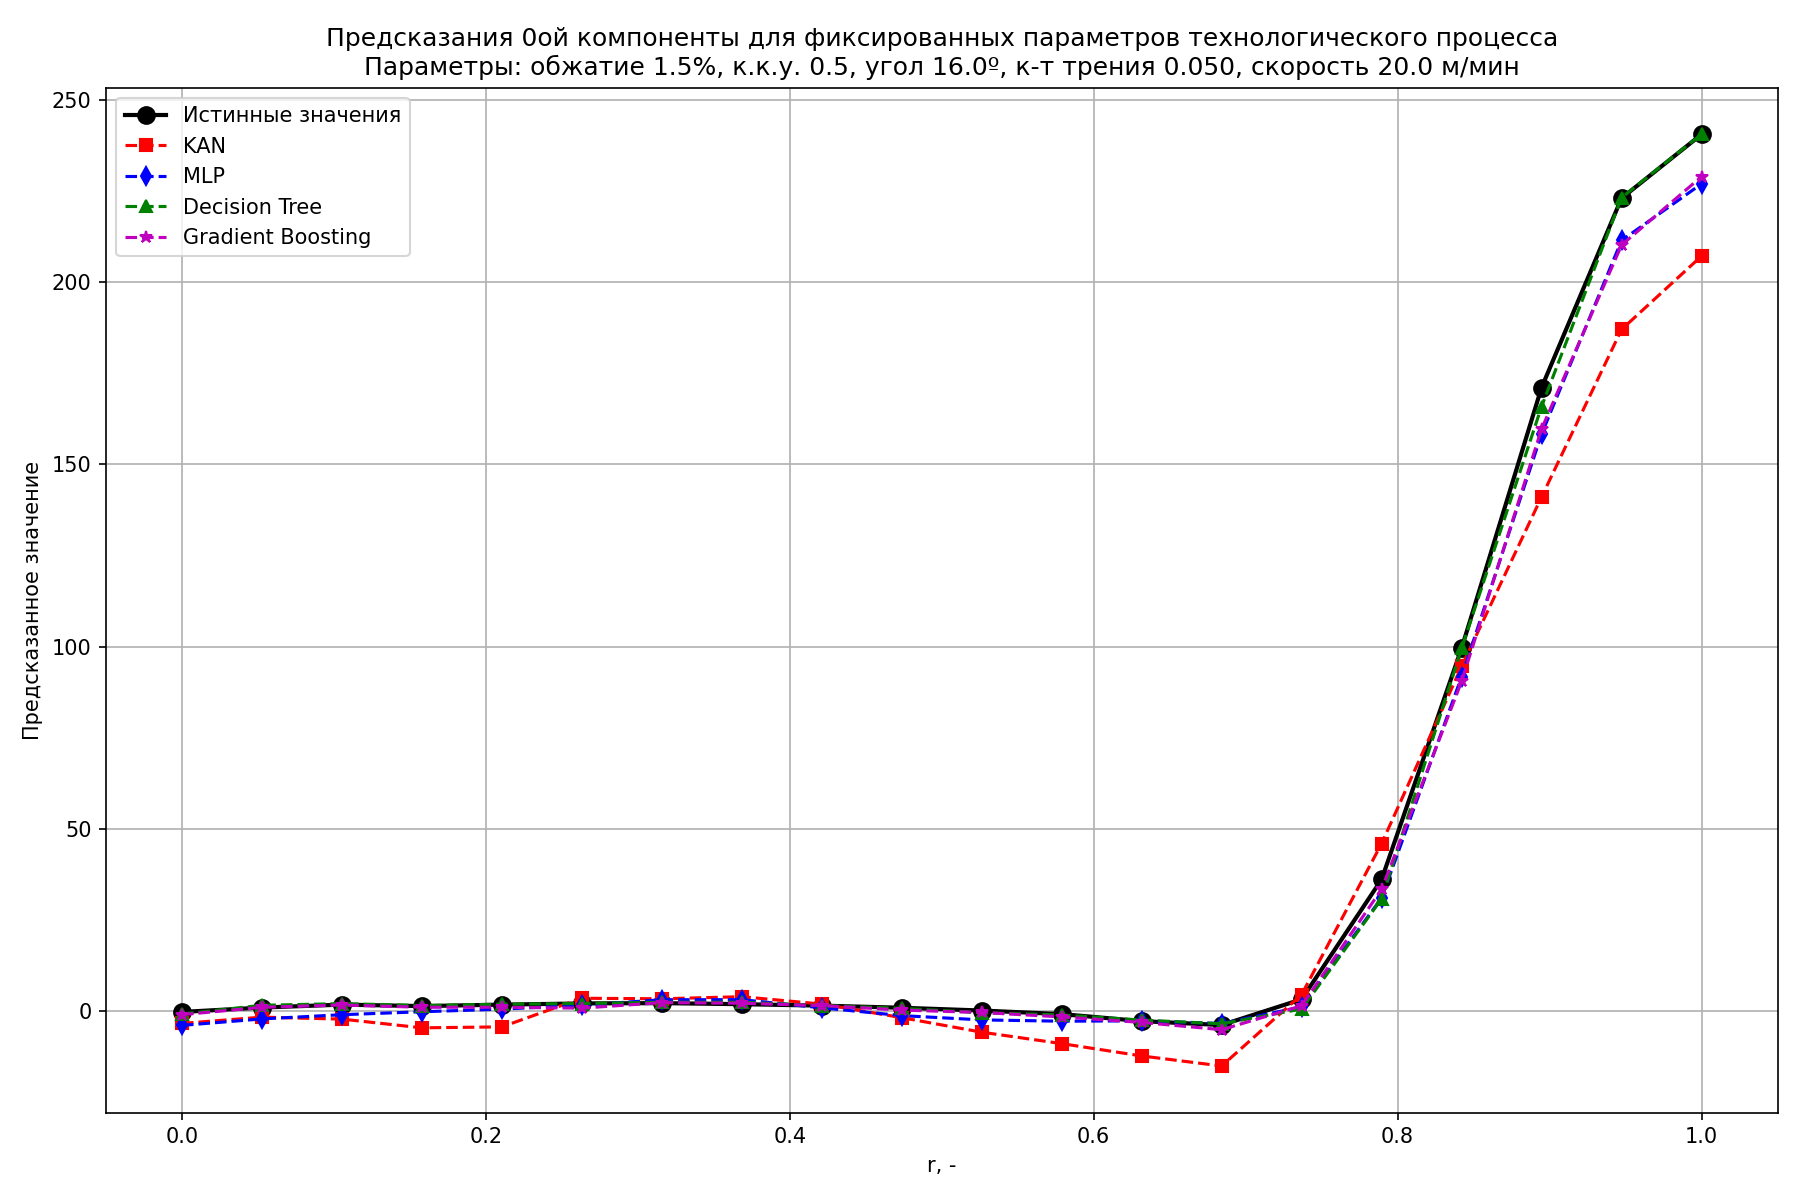 Предсказания 0ой компоненты для фиксированных параметров технологического процесса
Параметры: обжатие 1.5%, к.к.у. 0.5, угол 16.0º, к-т трения 0.050, скорость 20.0 м/мин
Истинные значения
KAN
MLP
Decision Tree
Gradient Boosting
Предсказанное значение
250
200
150
100
50
0
0.0 0.2 0.4 0.6 0.8 1.0
r, -